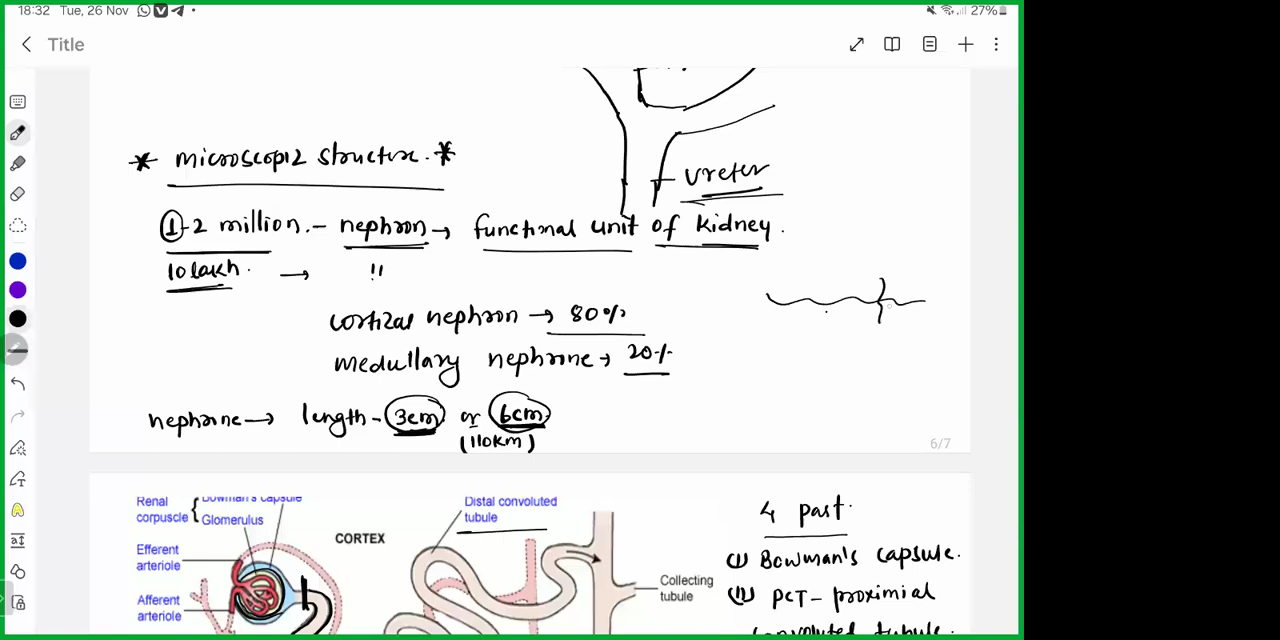 18:32 Tue, 26 Nov
27%
Title
* microscopic structure. *
ureter
① - 2 million. - nephron → functional unit of kidney.
10 lakh. → "
cortical nephron → 80%
medullary nephrone → 20%
nephrone → length - 3cm or 6cm
(110km)
6/7
Renal corpuscle { Bowman's capsule
Glomerulus
Efferent arteriole
Afferent arteriole
CORTEX
Distal convoluted tubule
Collecting tubule
4 part.
(I) Bowman's capsule.
(II) PCT - proximial
convoluted tubule.